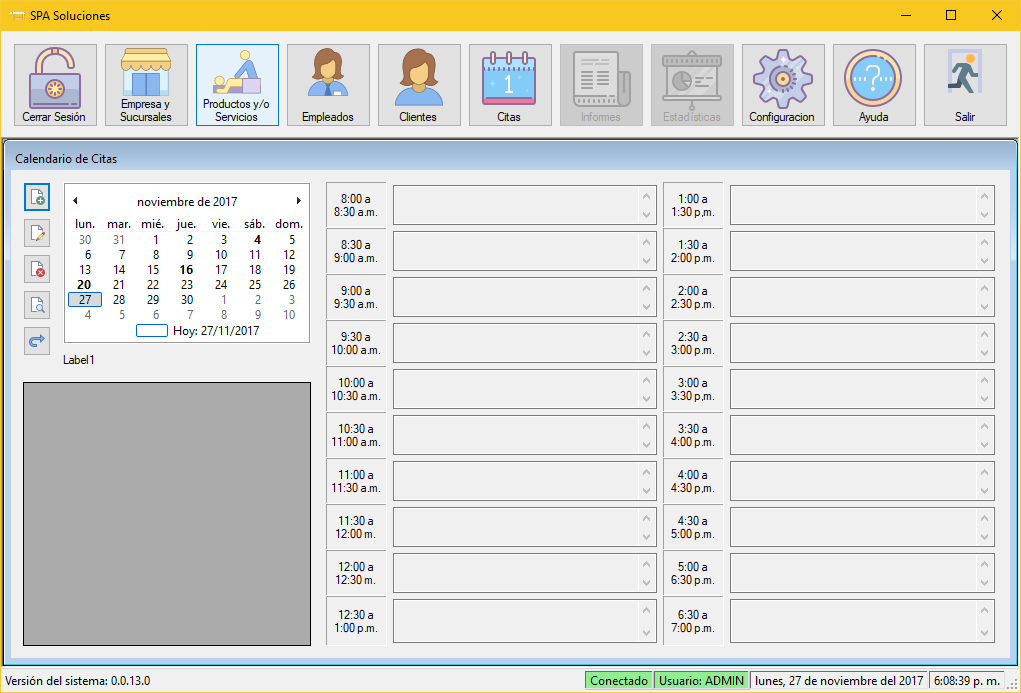 SPA Soluciones
Cerrar Sesión
Empresa y
Sucursales
Productos y/o
Servicios
Empleados
Clientes
1
Citas
Informes
Estadísticas
Configuracion
?
Ayuda
Salir
Calendario de Citas
noviembre de 2017
lun. mar. mié. jue. vie. sáb. dom.
30 31 1 2 3 4 5
6 7 8 9 10 11 12
13 14 15 16 17 18 19
20 21 22 23 24 25 26
27 28 29 30 1 2 3
4 5 6 7 8 9 10
Hoy: 27/11/2017
Label1
8:00 a
8:30 a.m.
8:30 a
9:00 a.m.
9:00 a
9:30 a.m.
9:30 a
10:00 a.m.
10:00 a
10:30 a.m.
10:30 a
11:00 a.m.
11:00 a
11:30 a.m.
11:30 a
12:00 m.
12:00 a
12:30 m.
12:30 a
1:00 p.m.
1:00 a
1:30 p,m.
1:30 a
2:00 p.m.
2:00 a
2:30 p,m.
2:30 a
3:00 p.m.
3:00 a
3:30 p,m.
3:30 a
4:00 p.m.
4:00 a
4:30 p,m.
4:30 a
5:00 p.m.
5:00 a
6:30 p.m.
6:30 a
7:00 p.m.
Versión del sistema: 0.0.13.0
Conectado
Usuario: ADMIN
lunes, 27 de noviembre del 2017
6:08:39 p. m.